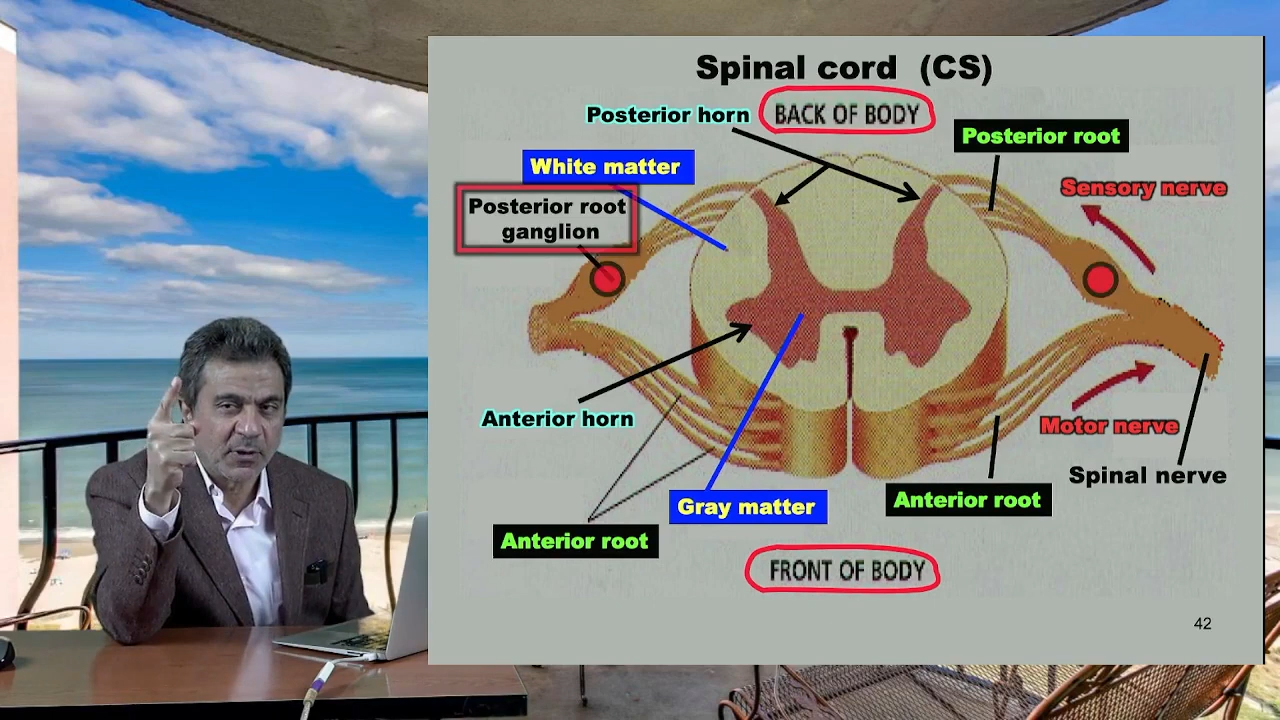 Spinal cord (CS)
Posterior horn
BACK OF BODY
Posterior root
White matter
Sensory nerve
Posterior root
ganglion
Anterior horn
Motor nerve
Spinal nerve
Gray matter
Anterior root
Anterior root
FRONT OF BODY
42